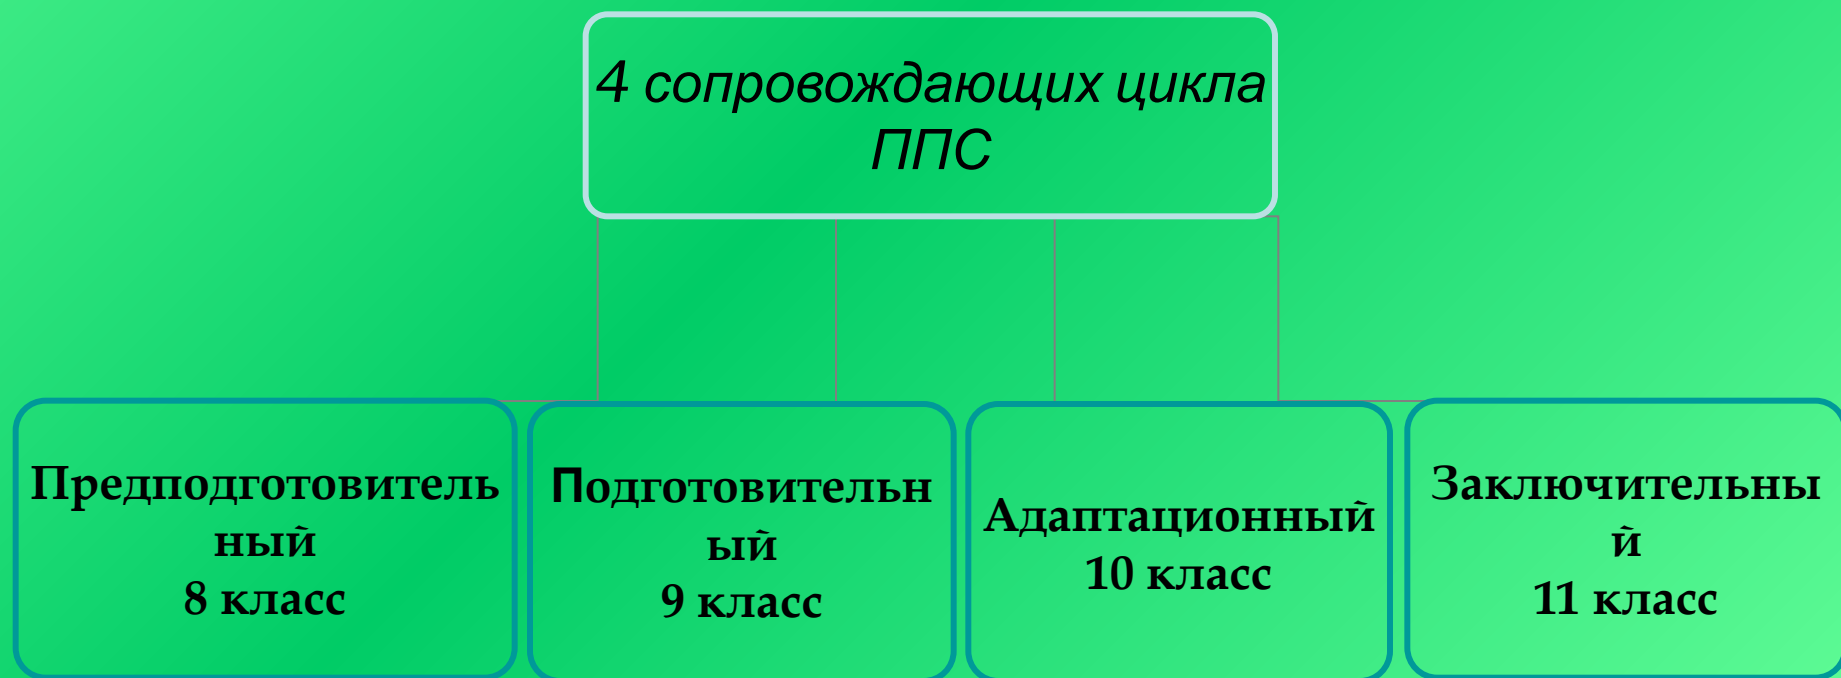 4 сопровождающих цикла
ППС
Предподготовитель
ный
8 класс
Подготовительн
ый
9 класс
Адаптационный
10 класс
Заключительны
й
11 класс